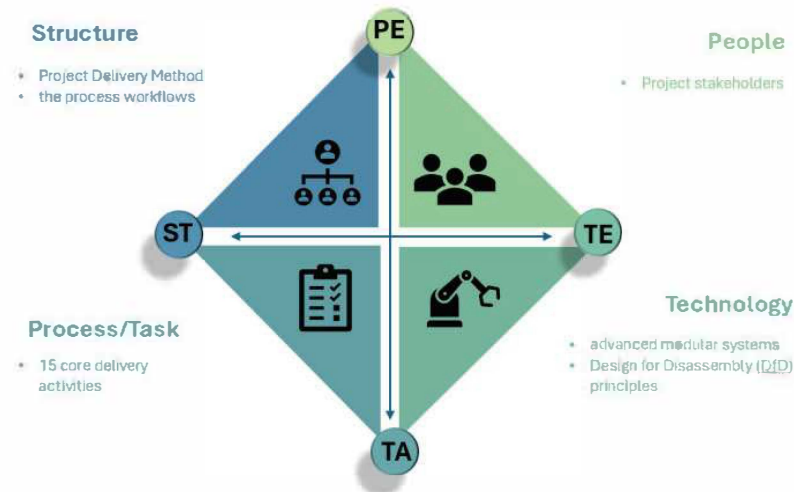 PE
Structure
• Project Delivery Method
• the process workflows
People
• Project stakeholders
ST
TE
Process/Task
• 15 core delivery
activities
Technology
• advanced modular systems
• Design for Disassembly (DfD)
principles
TA